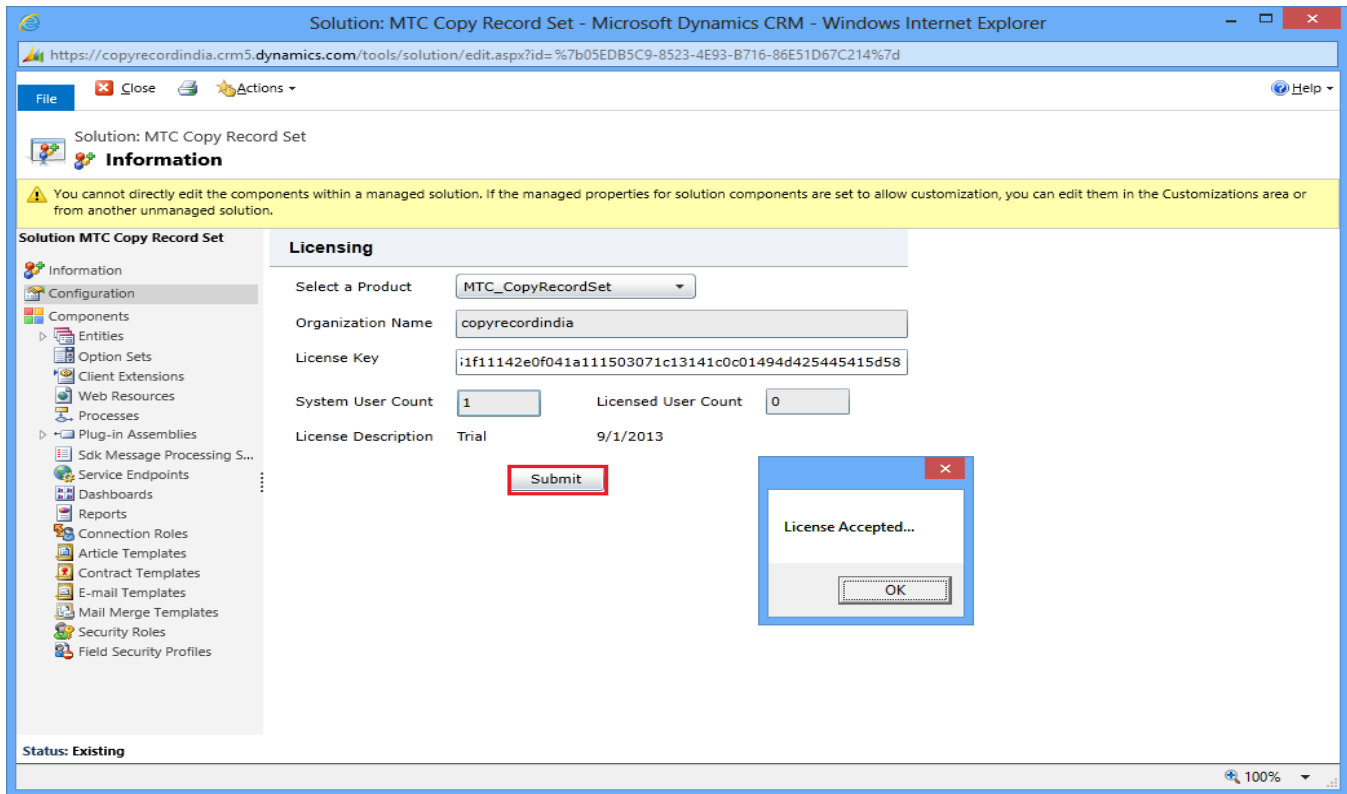 Solution: MTC Copy Record Set - Microsoft Dynamics CRM - Windows Internet Explorer
https://copyrecordindia.crm5.dynamics.com/tools/solution/edit.aspx?id=%7b05EDB5C9-8523-4E93-B716-86E51D67C214%7d
File Close Actions Help
Solution: MTC Copy Record Set
Information
You cannot directly edit the components within a managed solution. If the managed properties for solution components are set to allow customization, you can edit them in the Customizations area or
from another unmanaged solution.
Solution MTC Copy Record Set
Information
Configuration
Components
Entities
Option Sets
Client Extensions
Web Resources
Processes
Plug-in Assemblies
Sdk Message Processing S...
Service Endpoints
Dashboards
Reports
Connection Roles
Article Templates
Contract Templates
E-mail Templates
Mail Merge Templates
Security Roles
Field Security Profiles
Licensing
Select a Product MTC_CopyRecordSet
Organization Name copyrecordindia
License Key i1f11142e0f041a111503071c13141c0c01494d425445415d58
System User Count 1 Licensed User Count 0
License Description Trial 9/1/2013
Submit
License Accepted...
OK
Status: Existing
100%